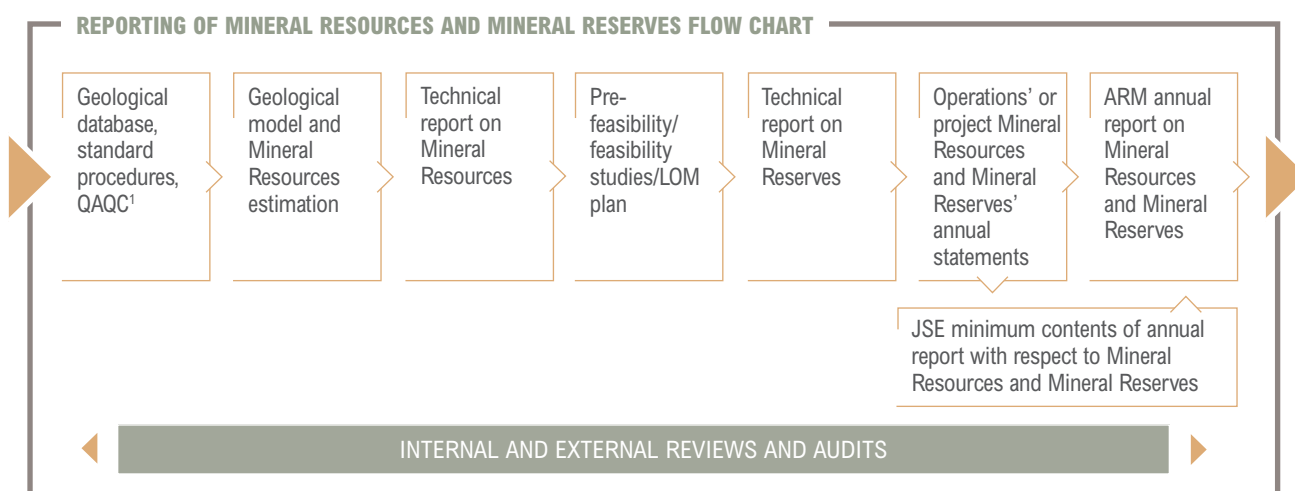 REPORTING OF MINERAL RESOURCES AND MINERAL RESERVES FLOW CHART
Geological
database,
standard
procedures,
QAQC¹
Geological
model and
Mineral
Resources
estimation
Technical
report on
Mineral
Resources
Pre-
feasibility/
feasibility
studies/LOM
plan
Technical
report on
Mineral
Reserves
Operations’ or
project Mineral
Resources
and Mineral
Reserves’
annual
statements
ARM annual
report on
Mineral
Resources
and Mineral
Reserves
JSE minimum contents of annual
report with respect to Mineral
Resources and Mineral Reserves
INTERNAL AND EXTERNAL REVIEWS AND AUDITS